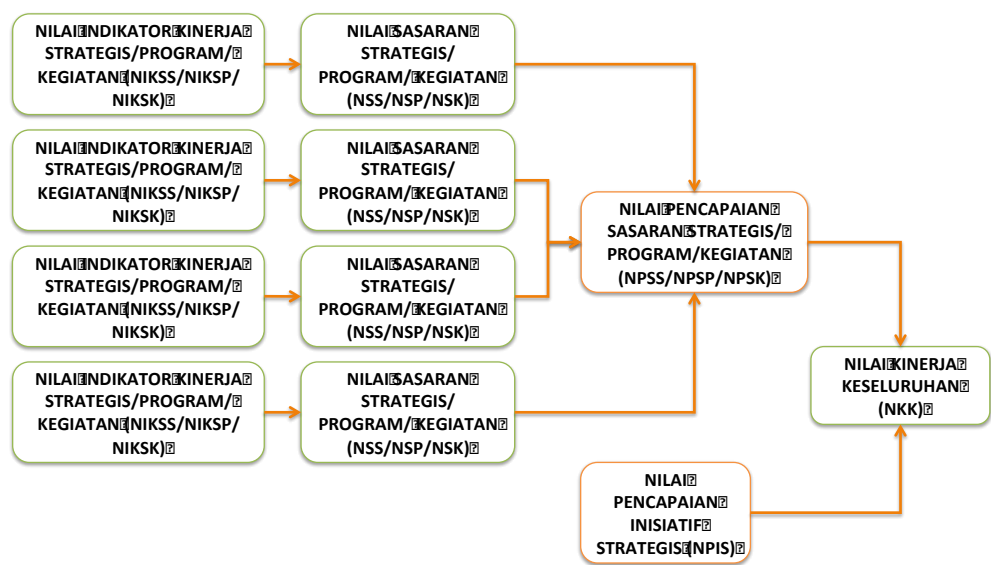 NILAI INDIKATOR KINERJA
STRATEGIS/PROGRAM/
KEGIATAN (NIKSS/NIKSP/
NIKSK)
NILAI SASARAN
STRATEGIS/
PROGRAM/ KEGIATAN
(NSS/NSP/NSK)
NILAI INDIKATOR KINERJA
STRATEGIS/PROGRAM/
KEGIATAN (NIKSS/NIKSP/
NIKSK)
NILAI SASARAN
STRATEGIS/
PROGRAM/ KEGIATAN
(NSS/NSP/NSK)
NILAI INDIKATOR KINERJA
STRATEGIS/PROGRAM/
KEGIATAN (NIKSS/NIKSP/
NIKSK)
NILAI SASARAN
STRATEGIS/
PROGRAM/ KEGIATAN
(NSS/NSP/NSK)
NILAI INDIKATOR KINERJA
STRATEGIS/PROGRAM/
KEGIATAN (NIKSS/NIKSP/
NIKSK)
NILAI SASARAN
STRATEGIS/
PROGRAM/ KEGIATAN
(NSS/NSP/NSK)
NILAI PENCAPAIAN
SASARAN STRATEGIS/
PROGRAM/KEGIATAN
(NPSS/NPSP/NPSK)
NILAI KINERJA
KESELURUHAN
(NKK)
NILAI
PENCAPAIAN
INISIATIF
STRATEGIS (NPIS)